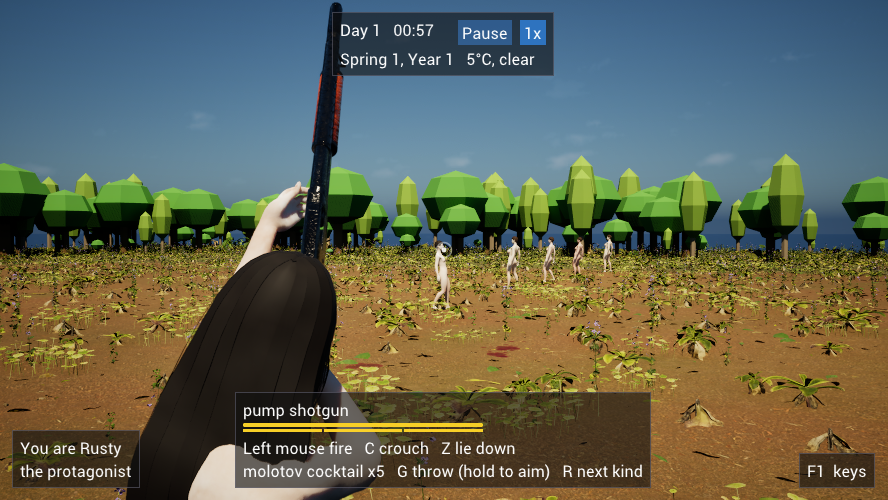 Day 1 00:57 Pause 1x
Spring 1, Year 1 5°C, clear
pump shotgun
Left mouse fire C crouch Z lie down
molotov cocktail x5 G throw (hold to aim) R next kind
You are Rusty
the protagonist
F1 keys